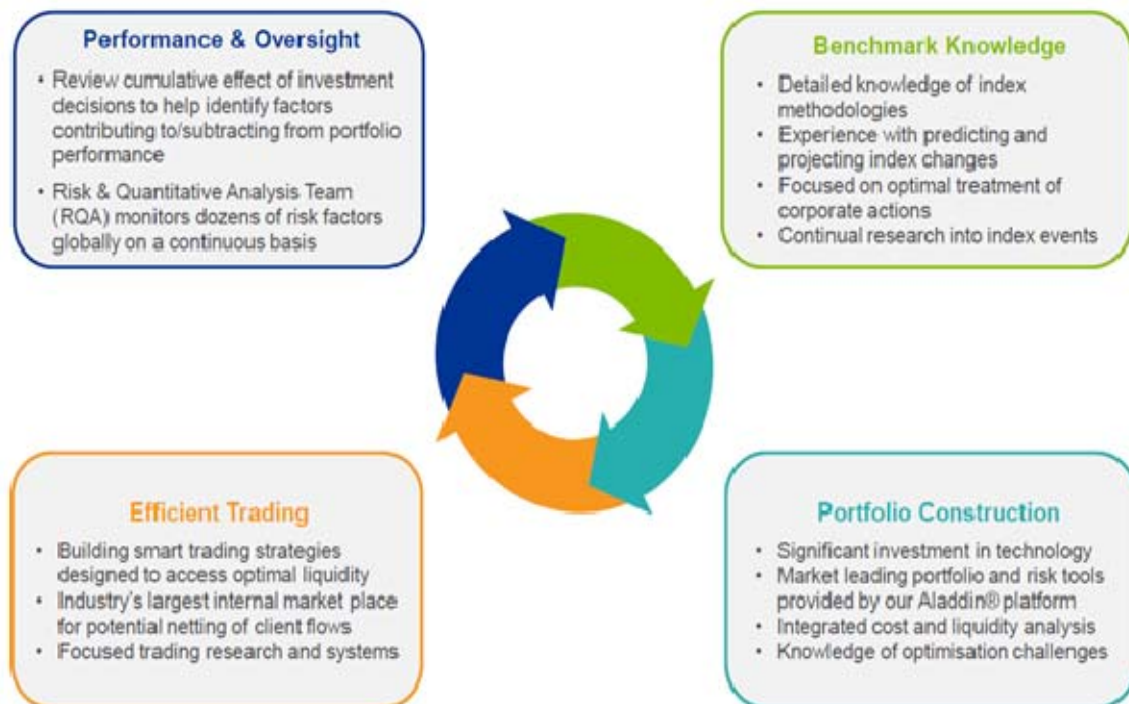 Performance & Oversight
• Review cumulative effect of investment
decisions to help identify factors
contributing to/subtracting from portfolio
performance
• Risk & Quantitative Analysis Team
(RQA) monitors dozens of risk factors
globally on a continuous basis
Benchmark Knowledge
• Detailed knowledge of index
methodologies
• Experience with predicting and
projecting index changes
• Focused on optimal treatment of
corporate actions
• Continual research into index events
Efficient Trading
• Building smart trading strategies
designed to access optimal liquidity
• Industry's largest internal market place
for potential netting of client flows
• Focused trading research and systems
Portfolio Construction
• Significant investment in technology
• Market leading portfolio and risk tools
provided by our Aladdin® platform
• Integrated cost and liquidity analysis
• Knowledge of optimisation challenges